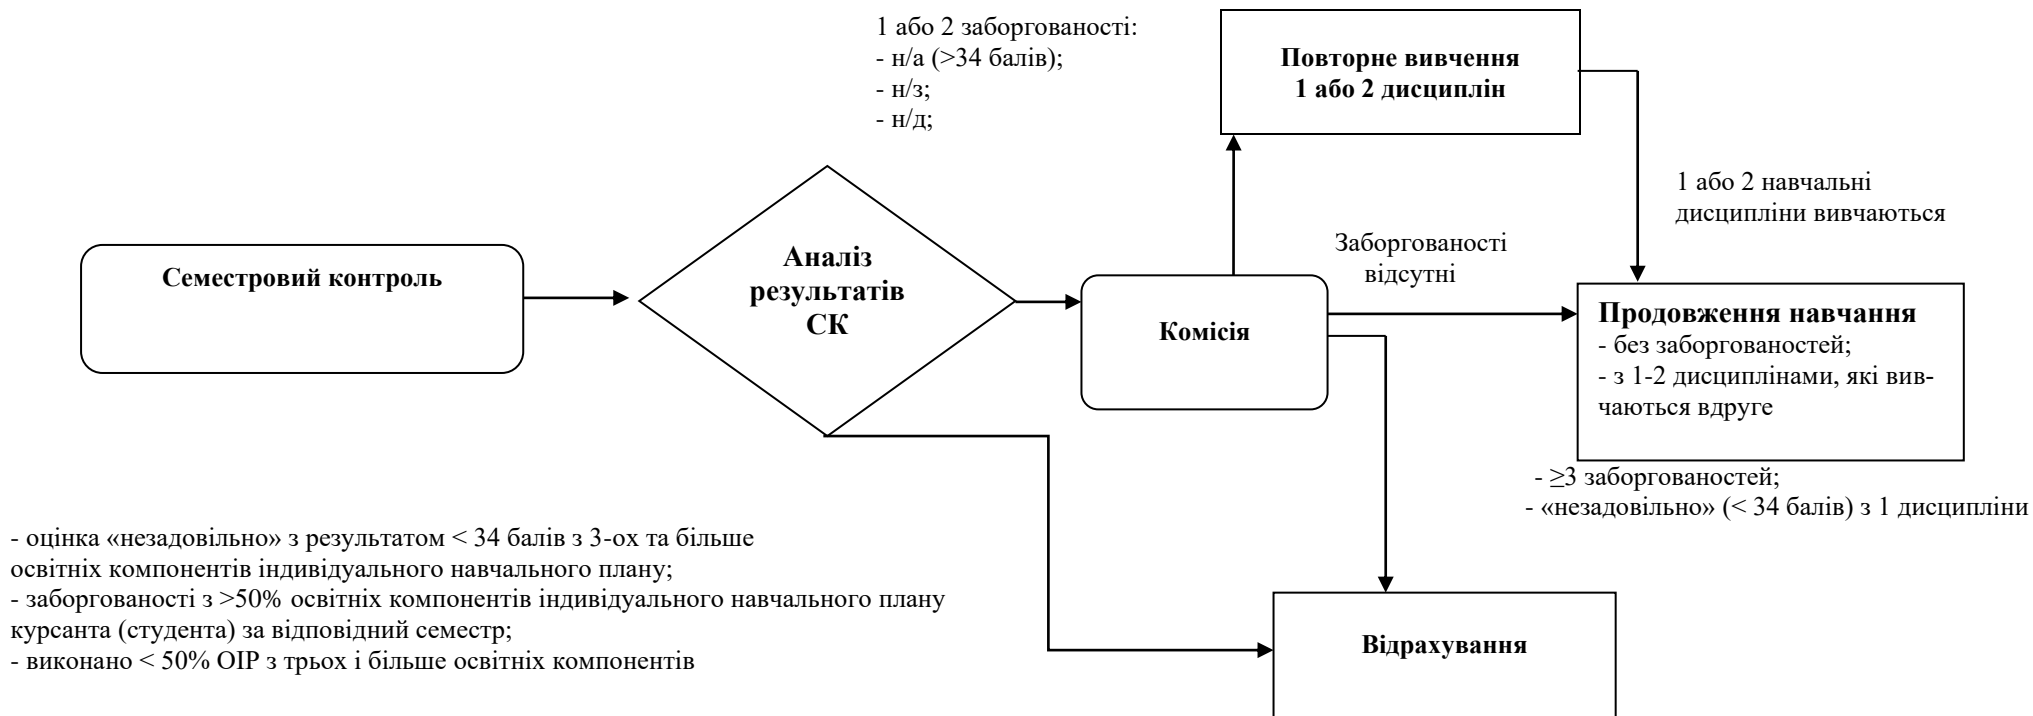 1 або 2 заборгованості:
- н/а (>34 балів);
- н/з;
- н/д;
Повторне вивчення
1 або 2 дисциплін
1 або 2 навчальні
дисципліни вивчаються
Семестровий контроль
Аналіз
результатів
СК
Комісія
Заборгованості
відсутні
Продовження навчання
- без заборгованостей;
- з 1-2 дисциплінами, які вив-
чаються вдруге
- ≥3 заборгованостей;
- «незадовільно» (< 34 балів) з 1 дисципліни
- оцінка «незадовільно» з результатом < 34 балів з 3-ох та більше
освітніх компонентів індивідуального навчального плану;
- заборгованості з >50% освітніх компонентів індивідуального навчального плану
курсанта (студента) за відповідний семестр;
- виконано < 50% ОІР з трьох і більше освітніх компонентів
Відрахування